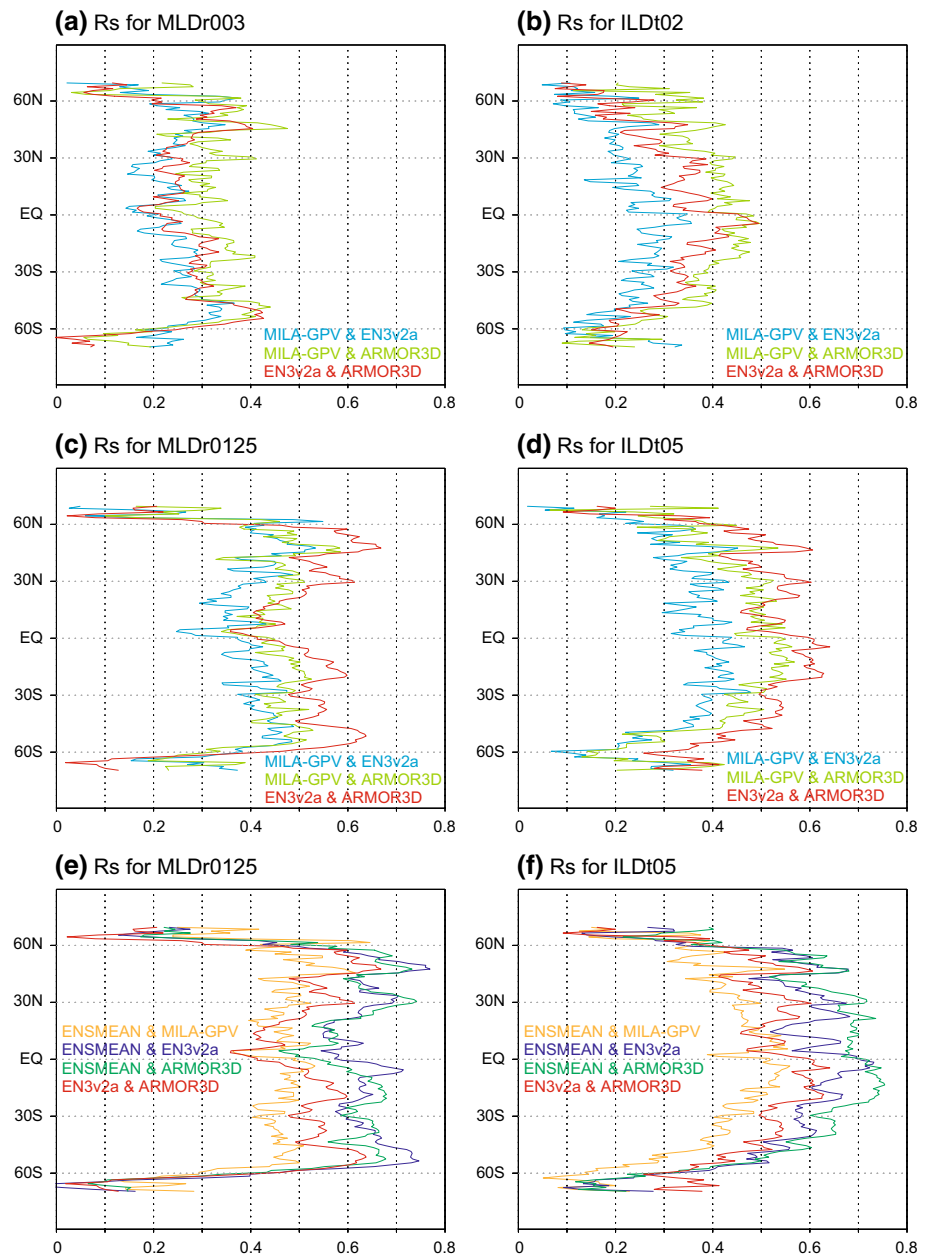 (a) Rs for MLDr003
60N
30N
EQ
30S
60S
MILA-GPV & EN3v2a
MILA-GPV & ARMOR3D
EN3v2a & ARMOR3D
0 0.2 0.4 0.6 0.8
(b) Rs for ILDt02
60N
30N
EQ
30S
60S
MILA-GPV & EN3v2a
MILA-GPV & ARMOR3D
EN3v2a & ARMOR3D
0 0.2 0.4 0.6 0.8
(c) Rs for MLDr0125
60N
30N
EQ
30S
60S
MILA-GPV & EN3v2a
MILA-GPV & ARMOR3D
EN3v2a & ARMOR3D
0 0.2 0.4 0.6 0.8
(d) Rs for ILDt05
60N
30N
EQ
30S
60S
MILA-GPV & EN3v2a
MILA-GPV & ARMOR3D
EN3v2a & ARMOR3D
0 0.2 0.4 0.6 0.8
(e) Rs for MLDr0125
60N
30N
ENSMEAN & MILA-GPV
ENSMEAN & EN3v2a
EQ
ENSMEAN & ARMOR3D
EN3v2a & ARMOR3D
30S
60S
0 0.2 0.4 0.6 0.8
(f) Rs for ILDt05
60N
30N
ENSMEAN & MILA-GPV
ENSMEAN & EN3v2a
EQ
ENSMEAN & ARMOR3D
EN3v2a & ARMOR3D
30S
60S
0 0.2 0.4 0.6 0.8